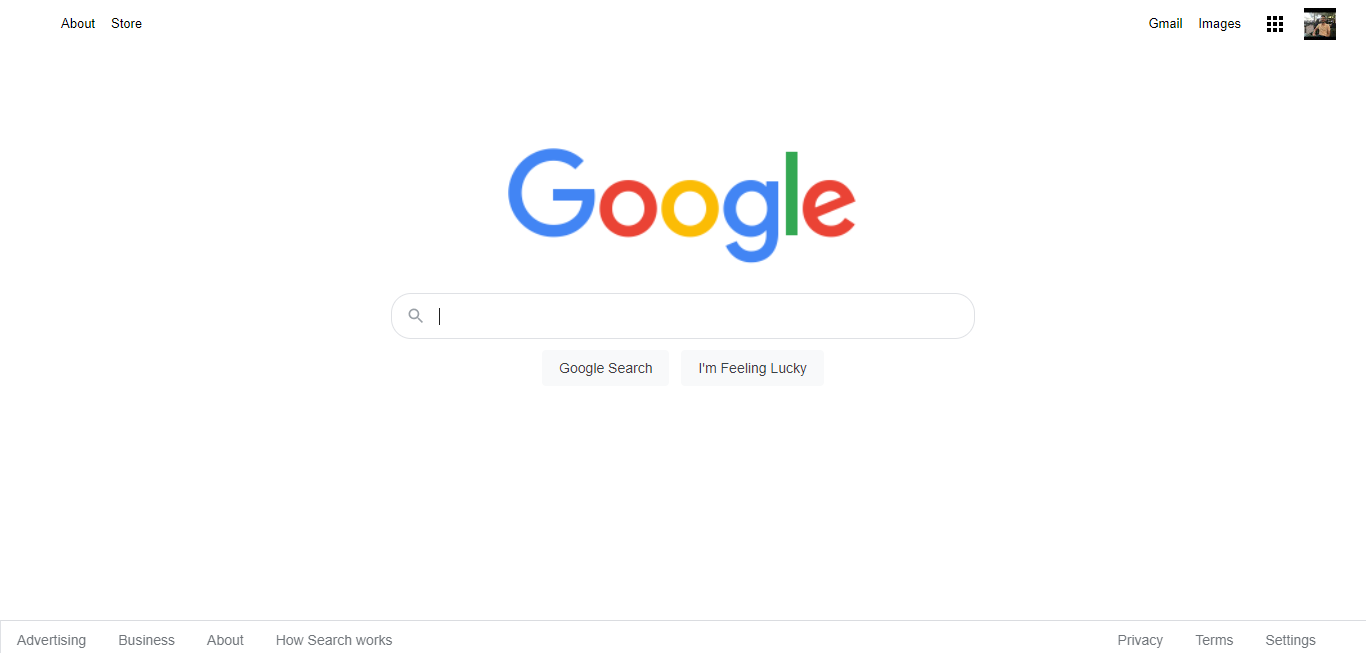 About Store Gmail Images
Google
Google Search I'm Feeling Lucky
Advertising Business About How Search works Privacy Terms Settings